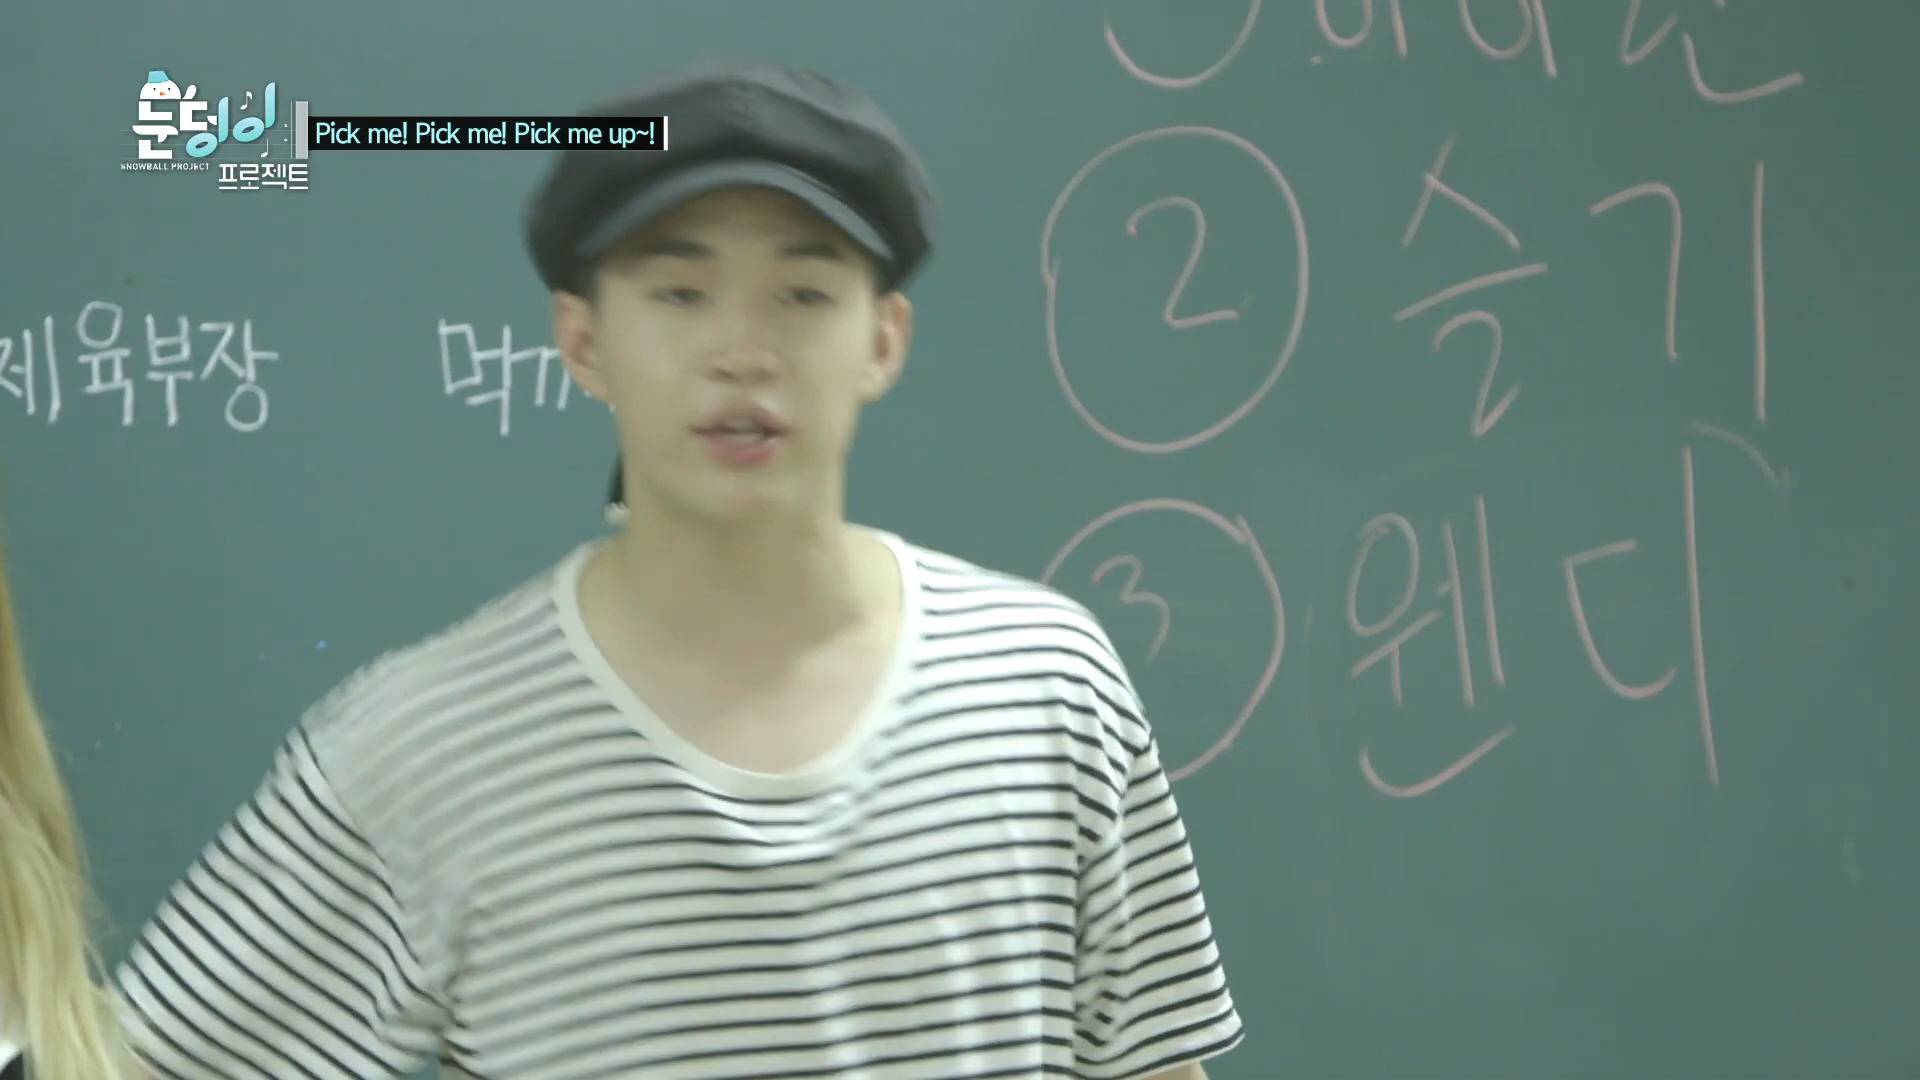 눈덩이
SNOWBALL PROJECT
프로젝트
Pick me! Pick me! Pick me up~!
제육부장
② 슬기
③ 웬디